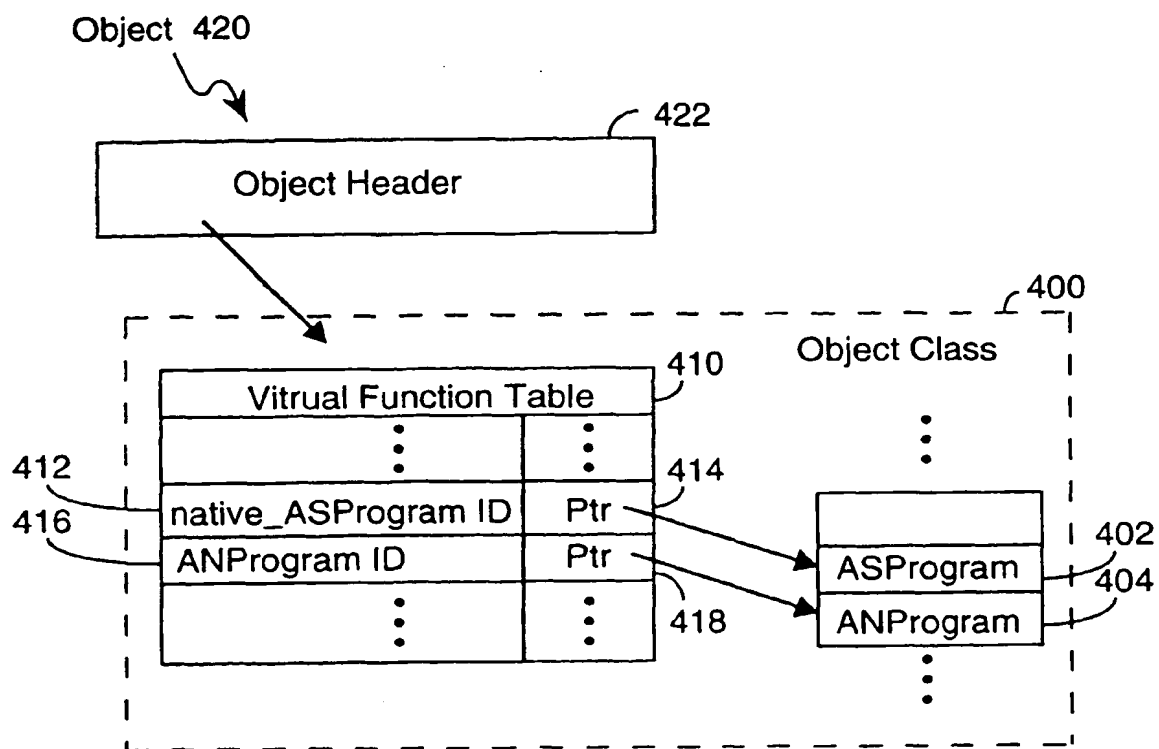 Object 420
422
Object Header
400
Object Class
410
Vitrual Function Table
412
414
native_ASProgram ID Ptr
416
ANProgram ID Ptr
402
ASProgram
404
418
ANProgram